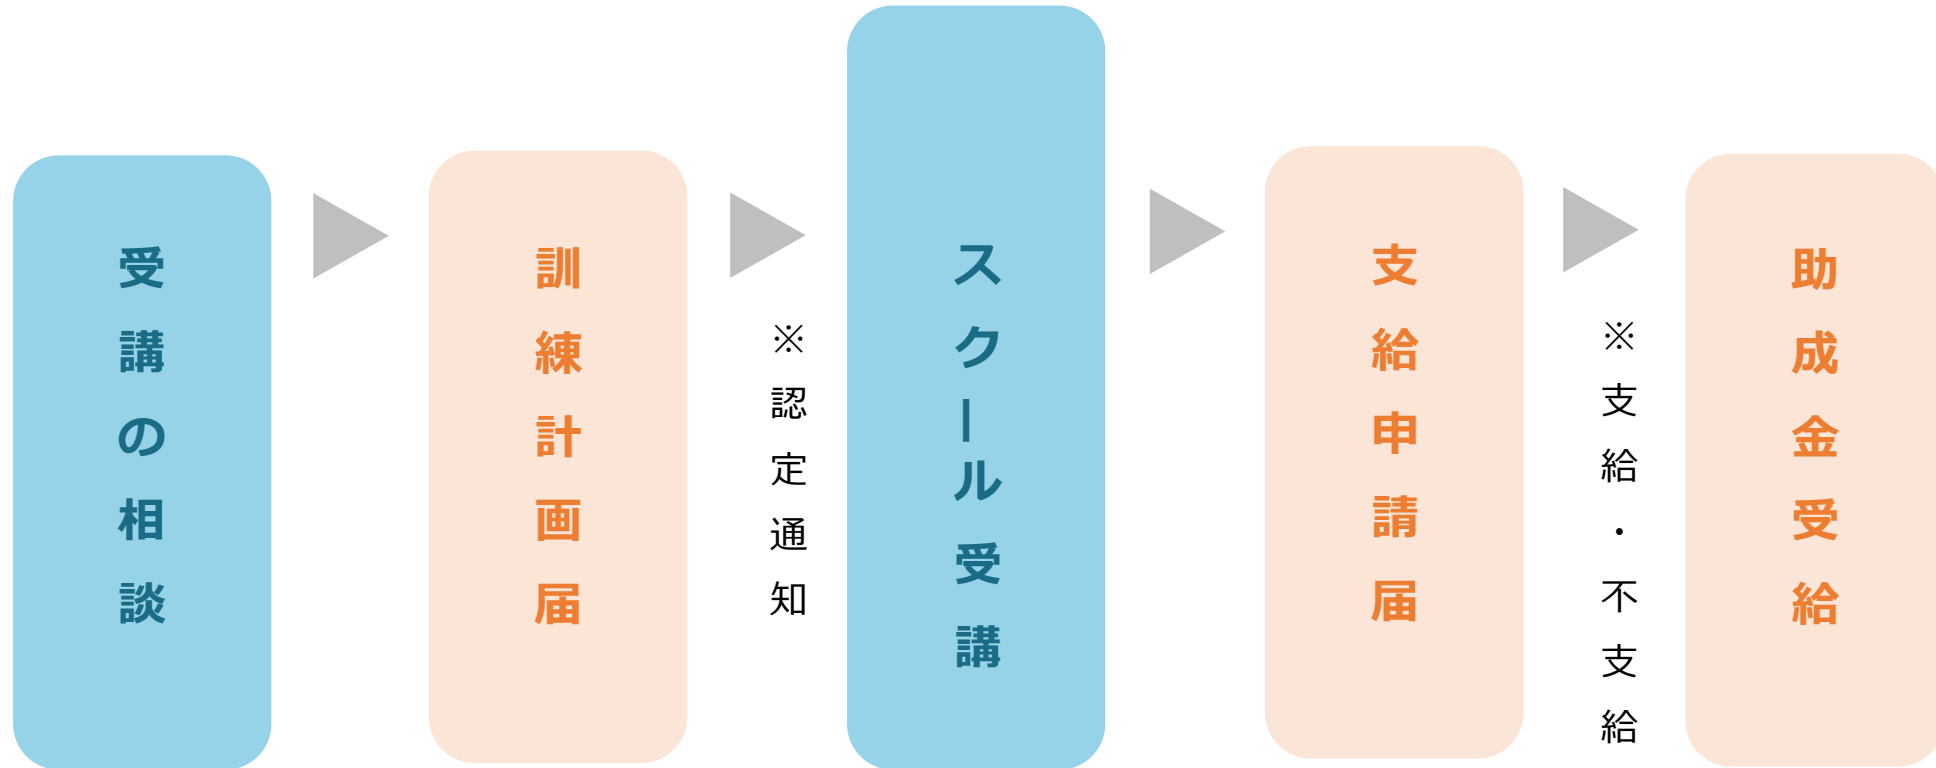 受講の相談
訓練計画届
※認定通知
スクール受講
支給申請届
※支給・不支給
助成金受給